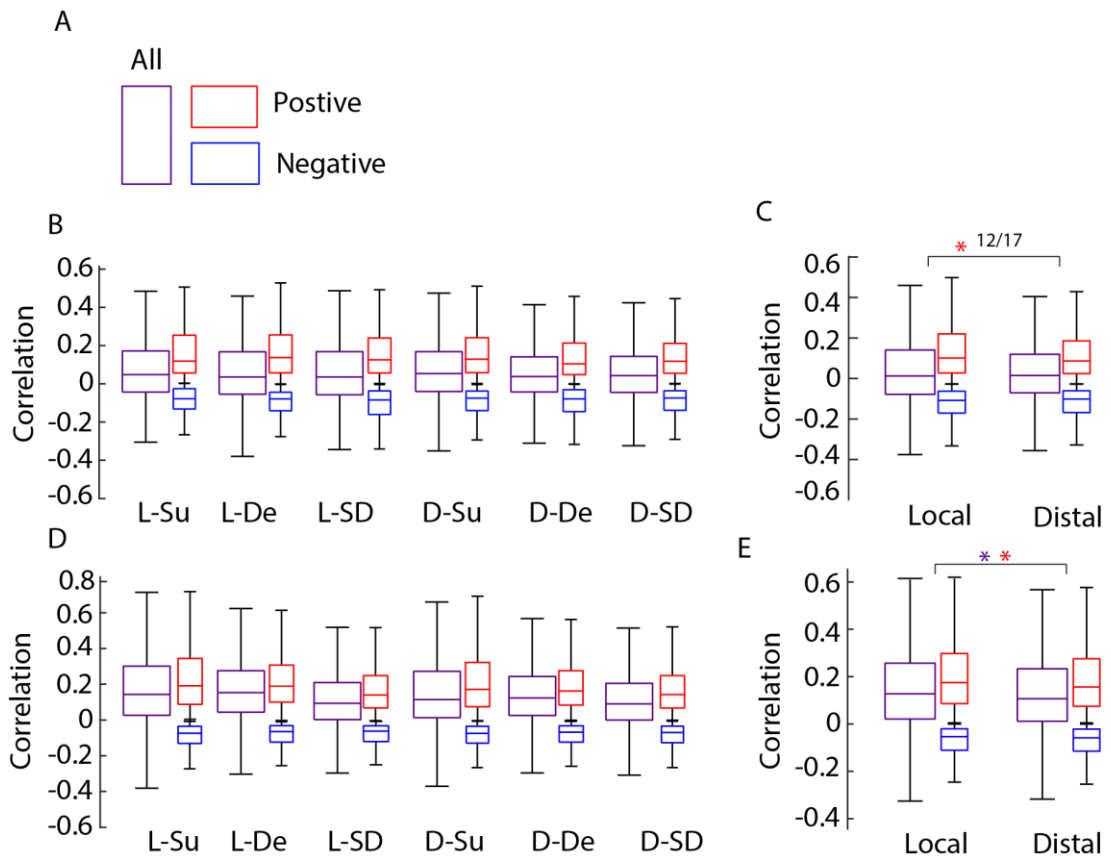 A
All
Postive
Negative
B
Correlation
0.6
0.4
0.2
0
-0.2
-0.4
-0.6
L-Su L-De L-SD D-Su D-De D-SD
C
* 12/17
Correlation
0.6
0.4
0.2
0
-0.2
-0.4
-0.6
Local Distal
D
Correlation
0.8
0.6
0.4
0.2
0
-0.2
-0.4
-0.6
L-Su L-De L-SD D-Su D-De D-SD
E
* *
Correlation
0.6
0.4
0.2
0
-0.2
-0.4
Local Distal